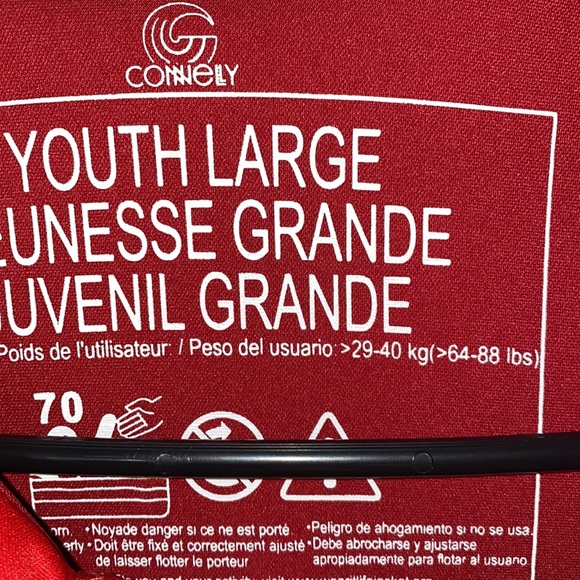 CONNELLY
YOUTH LARGE
EUNESSE GRANDE
JUVENIL GRANDE
Poids de l'utilisateur: / Peso del usuario: >29-40 kg(>64-88 lbs)
70
•Noyade danger si ce ne est porté. •Peligro de ahogamiento si no se usa.
•Doit être fixé et correctement ajusté •Debe abrocharse y ajustarse
de laisser flotter le porteur apropiadamente para flotar al usuario.